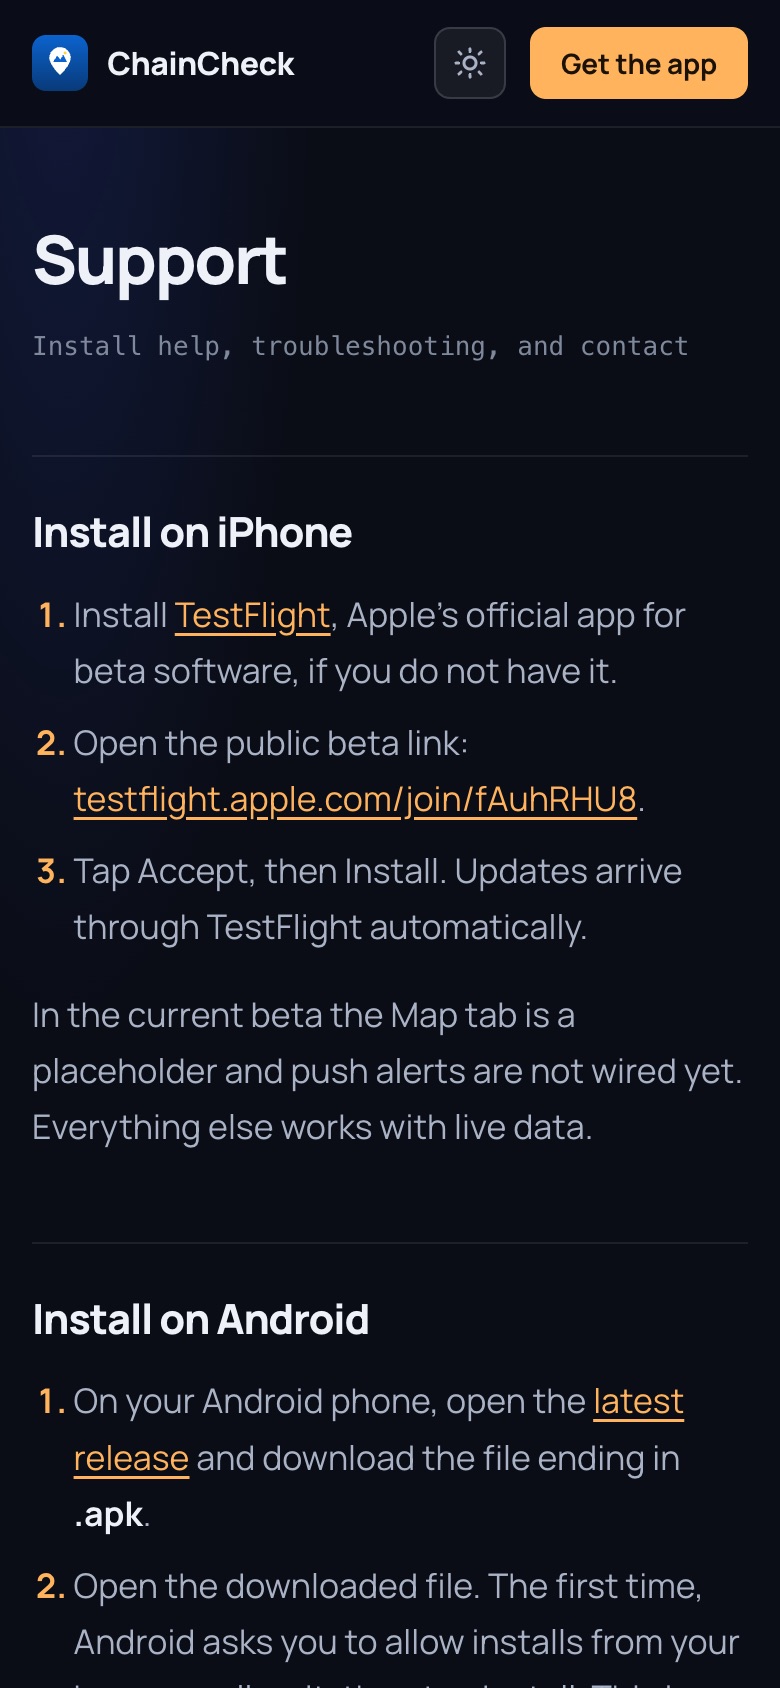 ChainCheck
Get the app
Support
Install help, troubleshooting, and contact
Install on iPhone
1. Install TestFlight, Apple’s official app for
beta software, if you do not have it.
2. Open the public beta link:
testflight.apple.com/join/fAuhRHU8.
3. Tap Accept, then Install. Updates arrive
through TestFlight automatically.
In the current beta the Map tab is a
placeholder and push alerts are not wired yet.
Everything else works with live data.
Install on Android
1. On your Android phone, open the latest
release and download the file ending in
.apk.
2. Open the downloaded file. The first time,
Android asks you to allow installs from your